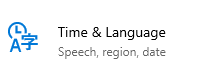 Time & Language
Speech, region, date